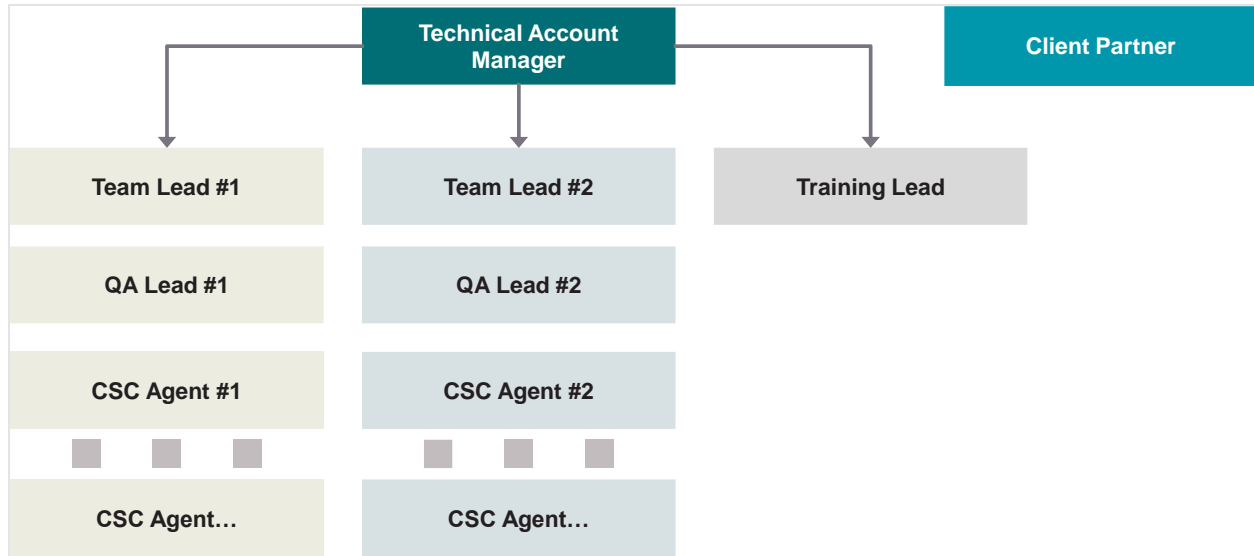 Technical Account
Manager
Client Partner
Team Lead #1
Team Lead #2
Training Lead
QA Lead #1
QA Lead #2
CSC Agent #1
CSC Agent #2
CSC Agent…
CSC Agent…